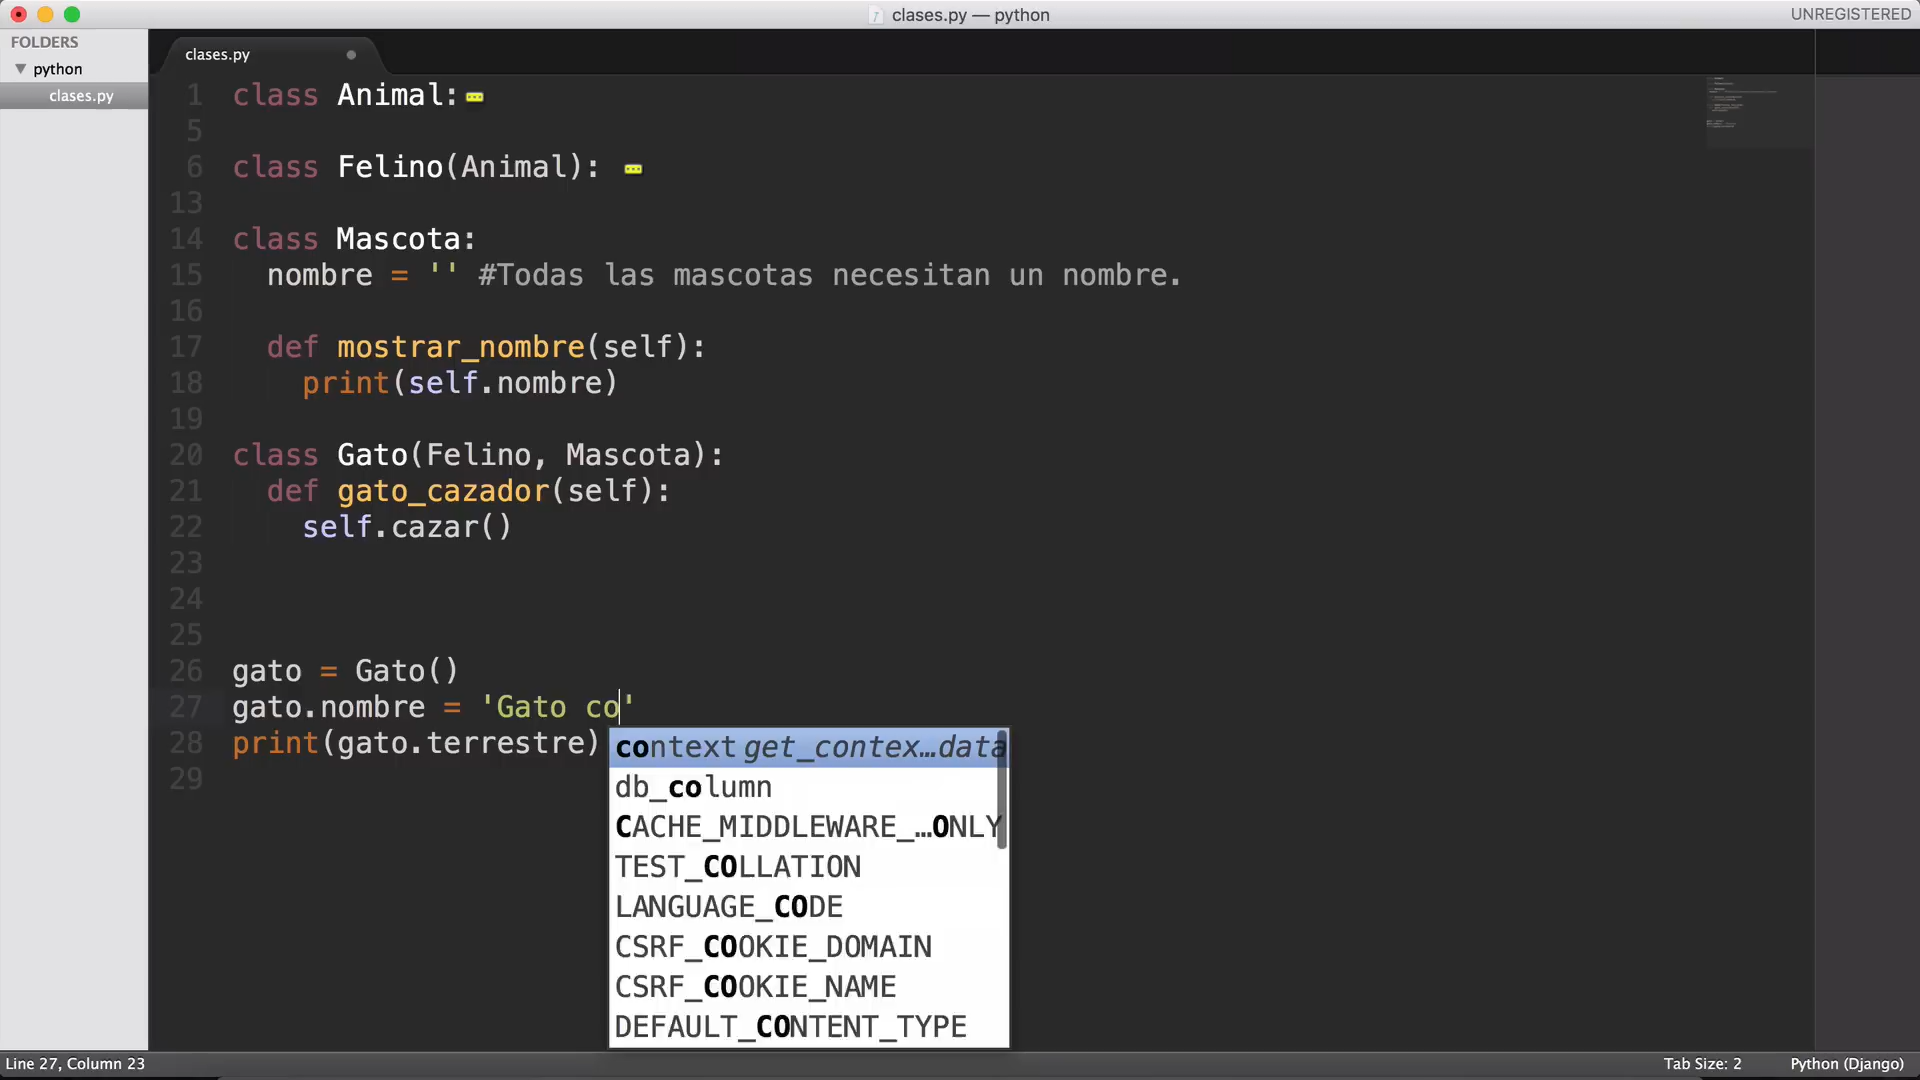 clases.py — python
UNREGISTERED
FOLDERS
python
clases.py
clases.py
1 class Animal:
5
6 class Felino(Animal):
13
14 class Mascota:
15 nombre = '' #Todas las mascotas necesitan un nombre.
16
17 def mostrar_nombre(self):
18 print(self.nombre)
19
20 class Gato(Felino, Mascota):
21 def gato_cazador(self):
22 self.cazar()
23
24
25
26 gato = Gato()
27 gato.nombre = 'Gato co'
28 print(gato.terrestre)
29
context get_contex…data
db_column
CACHE_MIDDLEWARE_…ONLY
TEST_COLLATION
LANGUAGE_CODE
CSRF_COOKIE_DOMAIN
CSRF_COOKIE_NAME
DEFAULT_CONTENT_TYPE
Line 27, Column 23
Tab Size: 2
Python (Django)